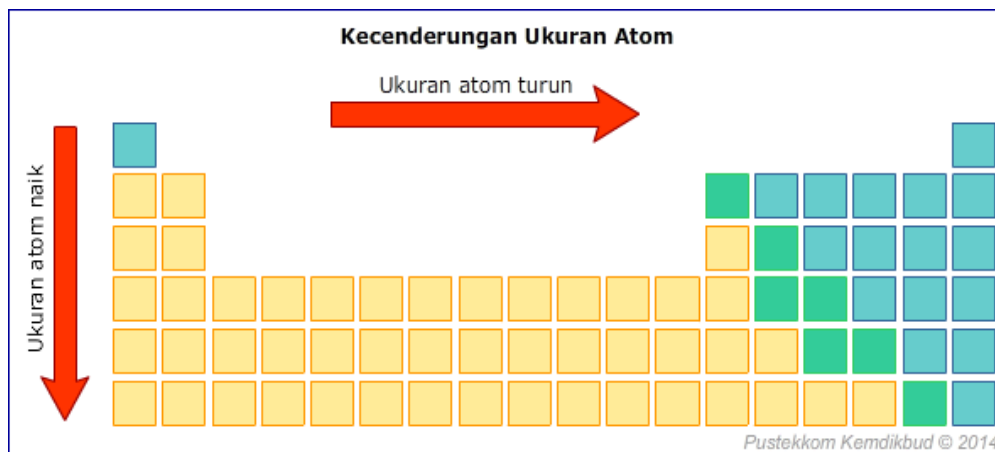 Kecenderungan Ukuran Atom
Ukuran atom turun
Ukuran atom naik
Pustekkom Kemdikbud © 2014